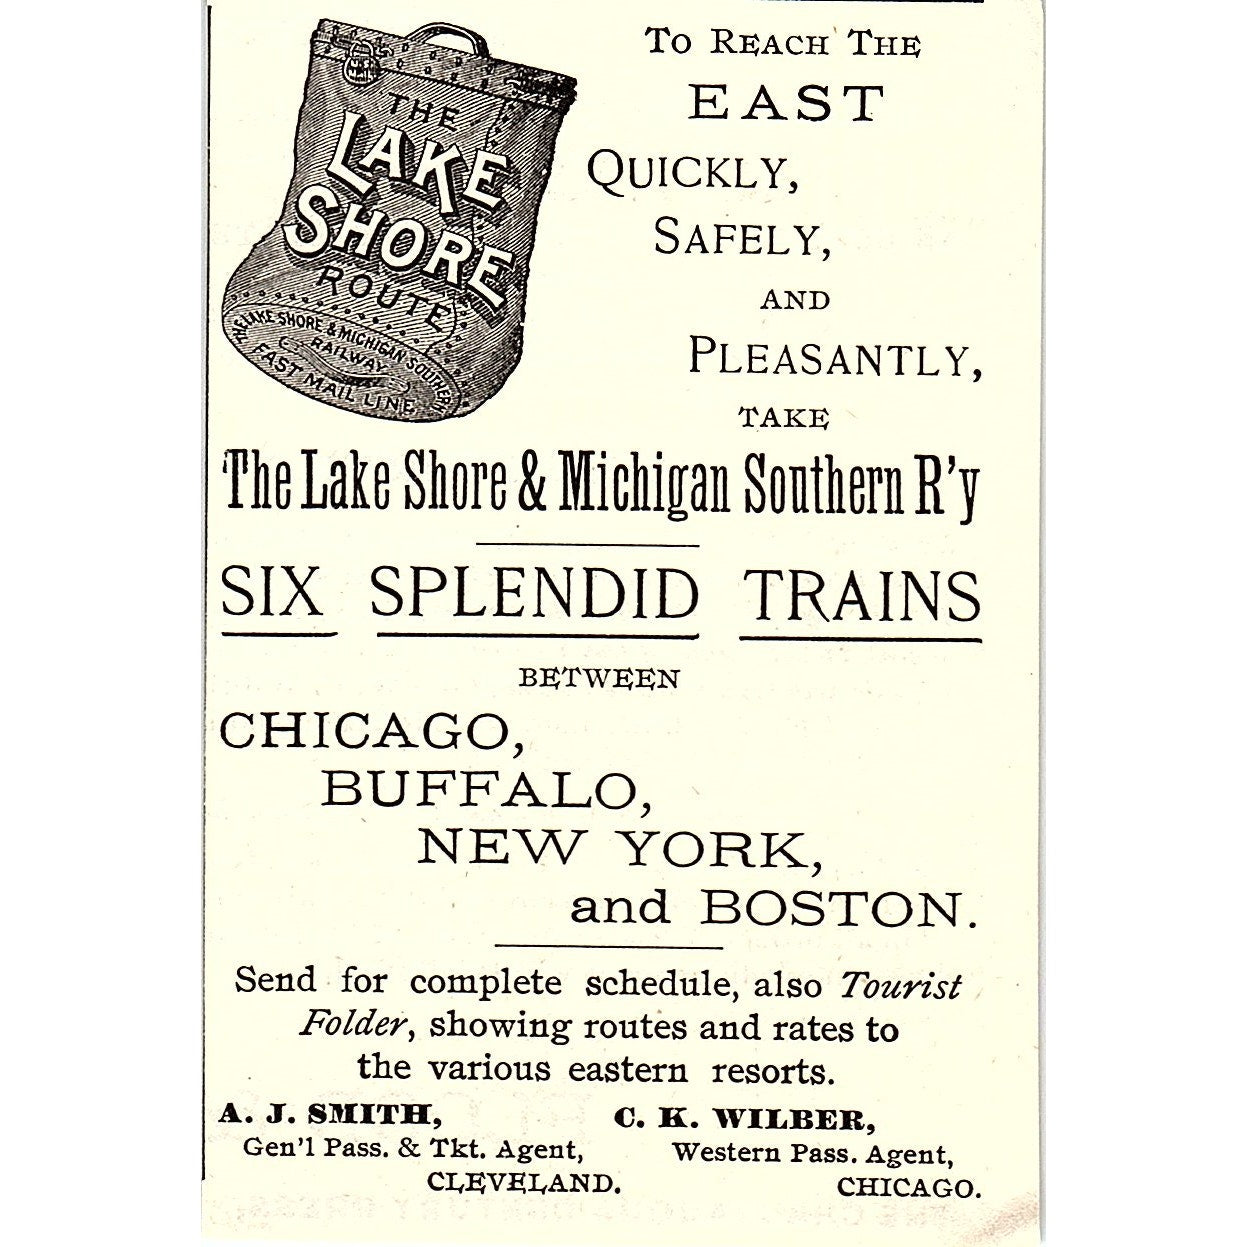 THE
LAKE
SHORE
ROUTE
THE LAKE SHORE & MICHIGAN SOUTHERN
RAILWAY
FAST MAIL LINE
TO REACH THE
EAST
QUICKLY,
SAFELY,
AND
PLEASANTLY,
TAKE
The Lake Shore & Michigan Southern R'y
SIX SPLENDID TRAINS
BETWEEN
CHICAGO,
BUFFALO,
NEW YORK,
and BOSTON.
Send for complete schedule, also Tourist
Folder, showing routes and rates to
the various eastern resorts.
A. J. SMITH,
Gen'l Pass. & Tkt. Agent,
CLEVELAND.
C. K. WILBER,
Western Pass. Agent,
CHICAGO.